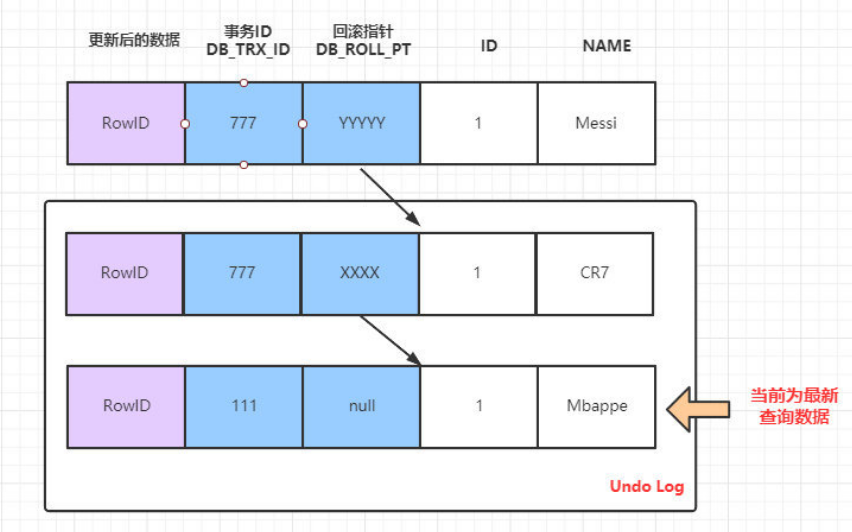 更新后的数据
事务ID
DB_TRX_ID
回滚指针
DB_ROLL_PT
ID
NAME
RowID
777
YYYYY
1
Messi
RowID
777
XXXX
1
CR7
RowID
111
null
1
Mbappe
当前为最新
查询数据
Undo Log